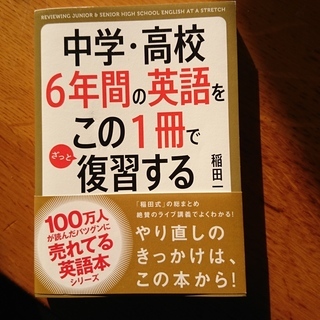 REVIEWING JUNIOR & SENIOR HIGH SCHOOL ENGLISH AT A STRETCH
中学・高校
6年間の英語を
この1冊で
ざっと
復習する
稲田一
「稲田式」の総まとめ
絶賛のライブ講義でよくわかる!
やり直しの
きっかけは、
この本から!
100万人
が読んだバツグンに
売れてる
英語本
シリーズ